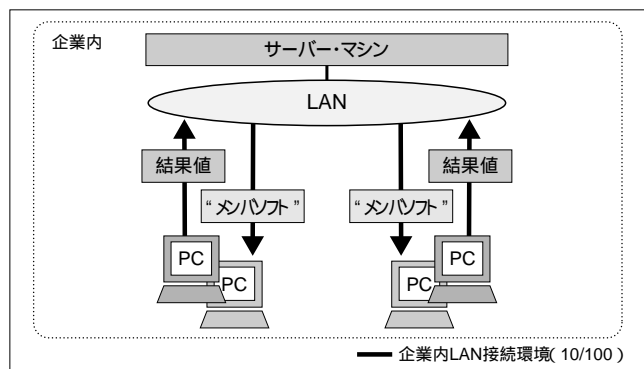 企業内
サーバー・マシン
LAN
結果値
結果値
“メンバソフト”
“メンバソフト”
PC
PC
PC
PC
企業内LAN接続環境(10/100)